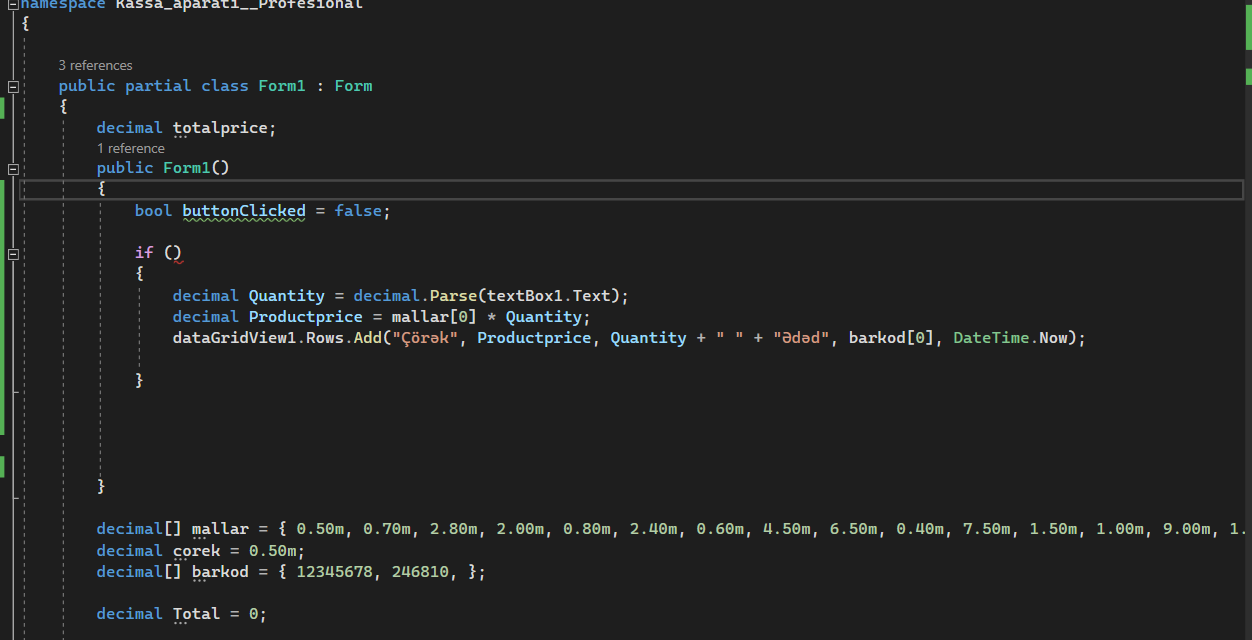 namespace Kassa_aparati__Profesional
{
3 references
public partial class Form1 : Form
{
decimal totalprice;
1 reference
public Form1()
{
bool buttonClicked = false;
if ()
{
decimal Quantity = decimal.Parse(textBox1.Text);
decimal Productprice = mallar[0] * Quantity;
dataGridView1.Rows.Add("Çörək", Productprice, Quantity + " " + "Ədəd", barkod[0], DateTime.Now);
}
}
decimal[] mallar = { 0.50m, 0.70m, 2.80m, 2.00m, 0.80m, 2.40m, 0.60m, 4.50m, 6.50m, 0.40m, 7.50m, 1.50m, 1.00m, 9.00m, 1.
decimal corek = 0.50m;
decimal[] barkod = { 12345678, 246810, };
decimal Total = 0;